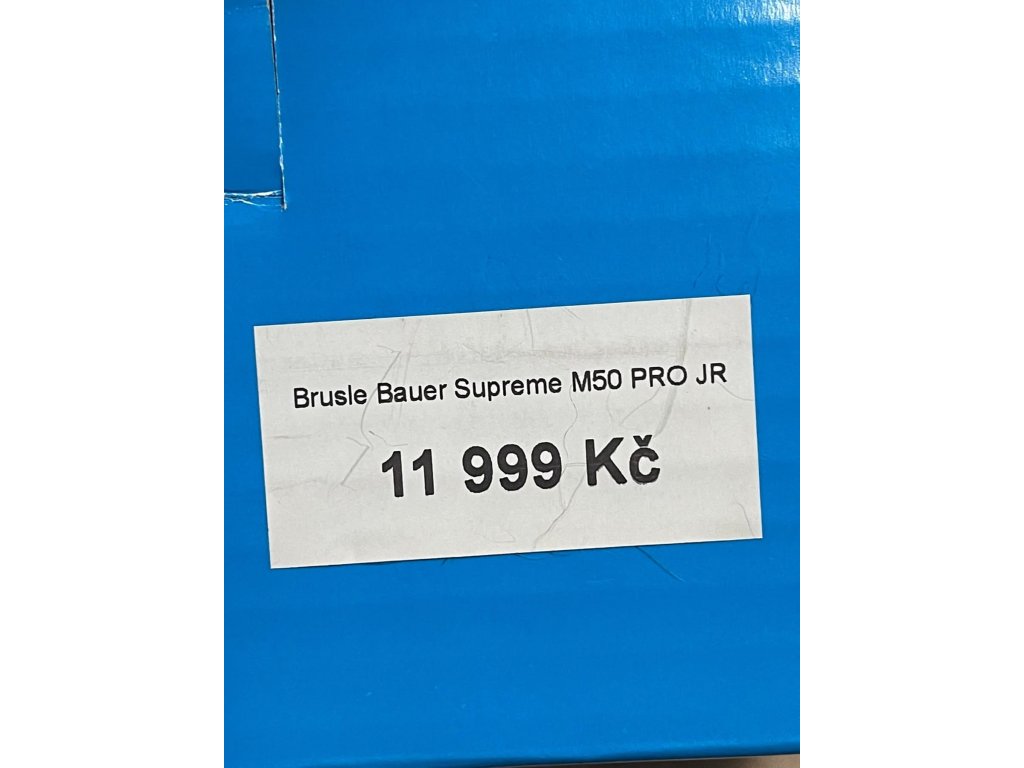 Brusle Bauer Supreme M50 PRO JR
11 999 Kč